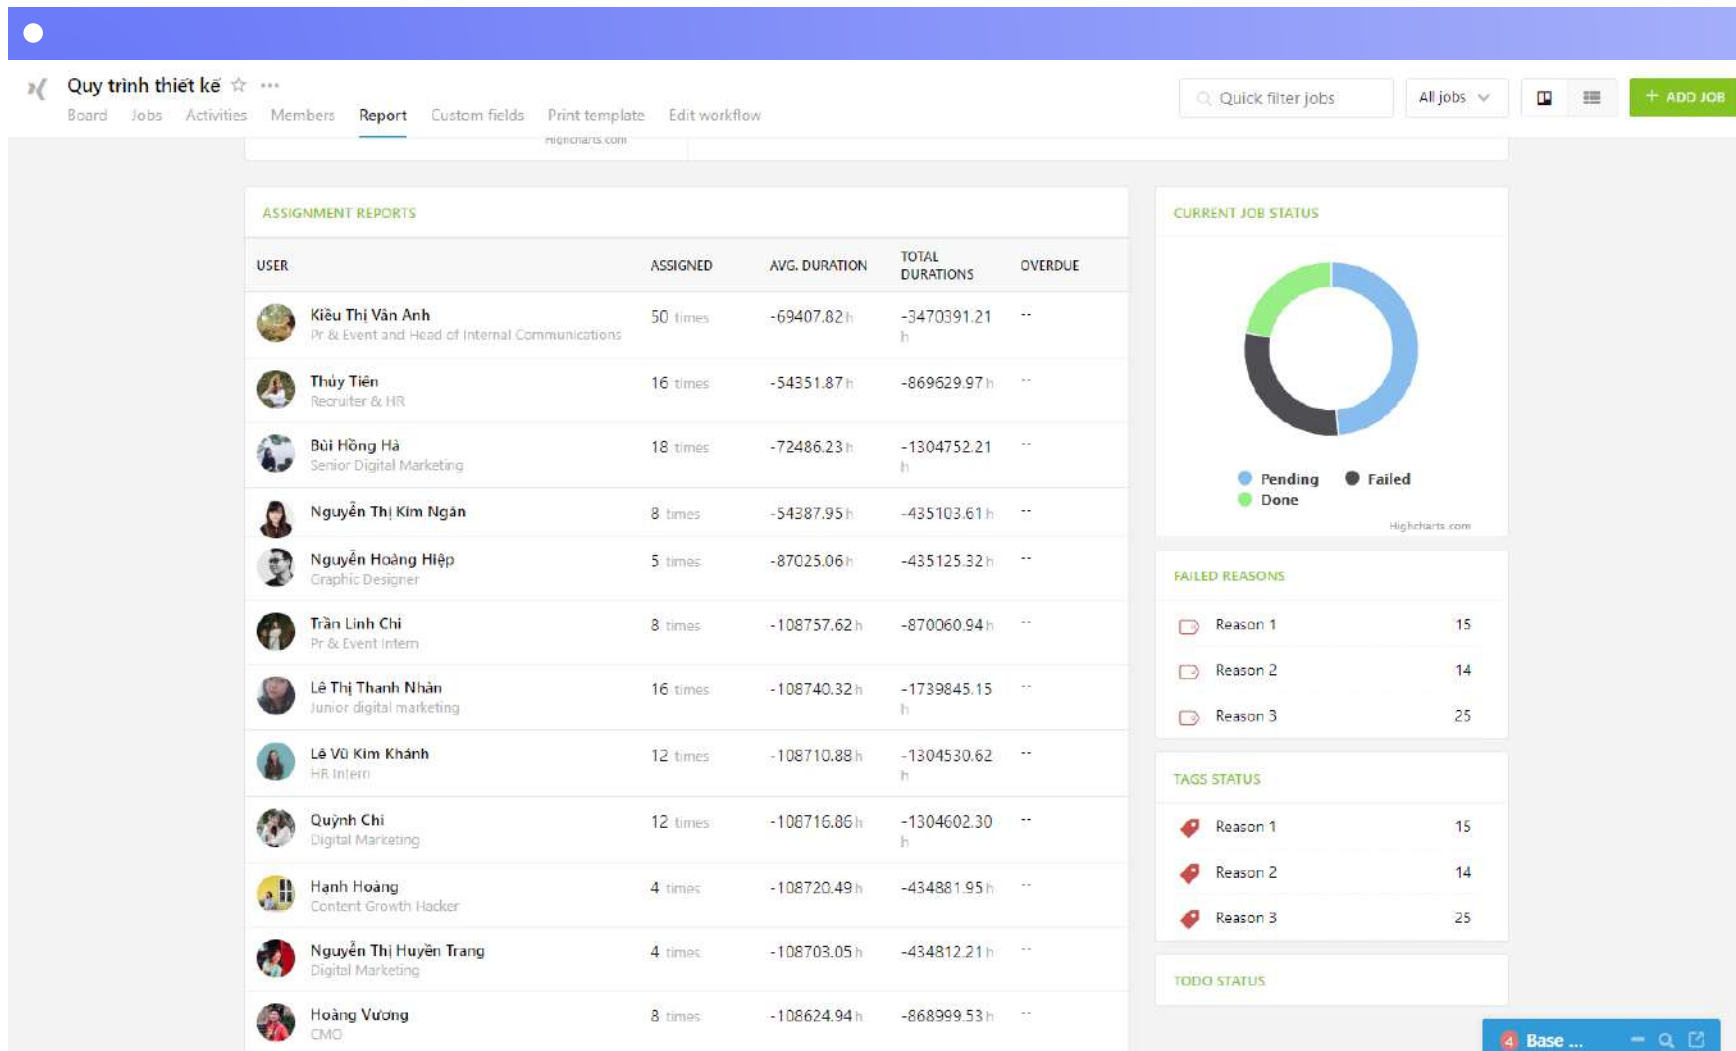 Quy trình thiết kế
Board Jobs Activities Members Report Custom fields Print template Edit workflow
Quick filter jobs
All jobs
+ ADD JOB
Highcharts.com
ASSIGNMENT REPORTS
USER ASSIGNED AVG. DURATION TOTAL DURATIONS OVERDUE
Kiều Thị Vân Anh 50 times -69407.82 h -3470391.21 h --
Pr & Event and Head of Internal Communications
Thủy Tiên 16 times -54351.87 h -869629.97 h --
Recruiter & HR
Bùi Hồng Hà 18 times -72486.23 h -1304752.21 h --
Senior Digital Marketing
Nguyễn Thị Kim Ngân 8 times -54387.95 h -435103.61 h --
Nguyễn Hoàng Hiệp 5 times -87025.06 h -435125.32 h --
Graphic Designer
Trần Linh Chi 8 times -108757.62 h -870060.94 h --
Pr & Event Intern
Lê Thị Thanh Nhàn 16 times -108740.32 h -1739845.15 h --
Junior digital marketing
Lê Vũ Kim Khánh 12 times -108710.88 h -1304530.62 h --
HR Intern
Quỳnh Chi 12 times -108716.86 h -1304602.30 h --
Digital Marketing
Hạnh Hoàng 4 times -108720.49 h -434881.95 h --
Content Growth Hacker
Nguyễn Thị Huyền Trang 4 times -108703.05 h -434812.21 h --
Digital Marketing
Hoàng Vương 8 times -108624.94 h -868999.53 h --
CMO
CURRENT JOB STATUS
Pending Failed
Done
Highcharts.com
FAILED REASONS
Reason 1 15
Reason 2 14
Reason 3 25
TAGS STATUS
Reason 1 15
Reason 2 14
Reason 3 25
TODO STATUS
4 Base ...